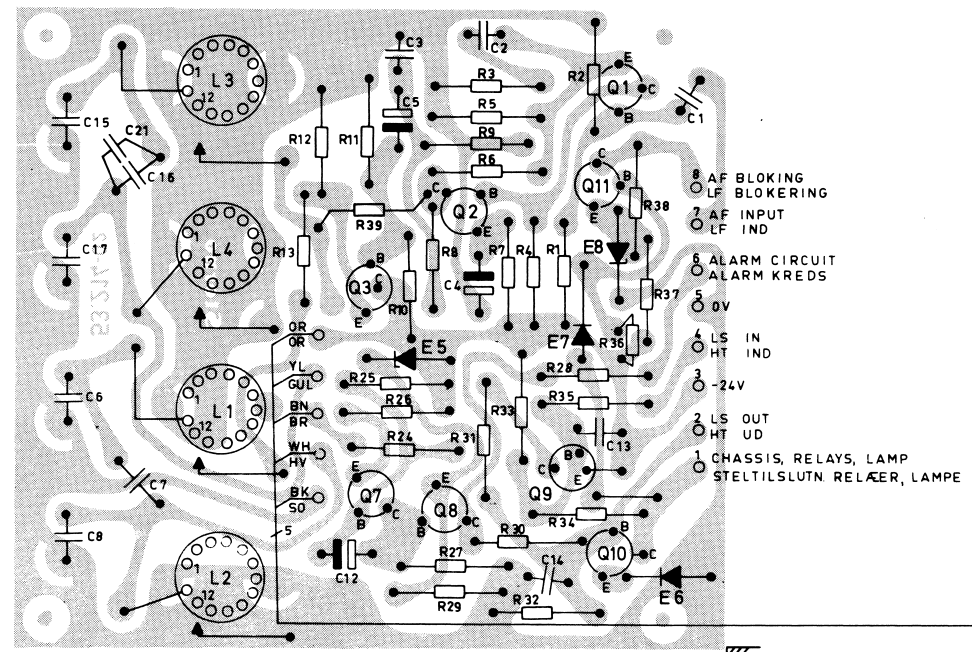 C3
C2
E
R2
Q1
C
B
C1
R3
R5
R9
R6
1
L3
12
C5
C15
C21
C16
R12
R11
C
Q11
B
E
R38
8 AF BLOKING
LF BLOKERING
7 AF INPUT
LF IND
6 ALARM CIRCUIT
ALARM KREDS
5 0V
4 LS IN
HT IND
3 -24V
2 LS OUT
HT UD
1 CHASSIS, RELAYS, LAMP
STELTILSLUTN. RELÆER, LAMPE
C
B
Q2
E
R39
R8
1
L4
12
C17
R13
B
Q3
C
E
R10
C4
R7
R4
R1
E8
R37
R36
E7
OR
OR
YL
GUL
BN
BR
WH
HV
BK
SO
5
E5
R25
R26
R24
R31
R33
R28
R35
C13
C6
1
L1
12
C7
C8
1
L2
12
E
Q7
B
C
E
Q8
B
C
B
C
E
Q9
R34
R30
B
Q10
C
E
E6
C12
R27
R29
C14
R32